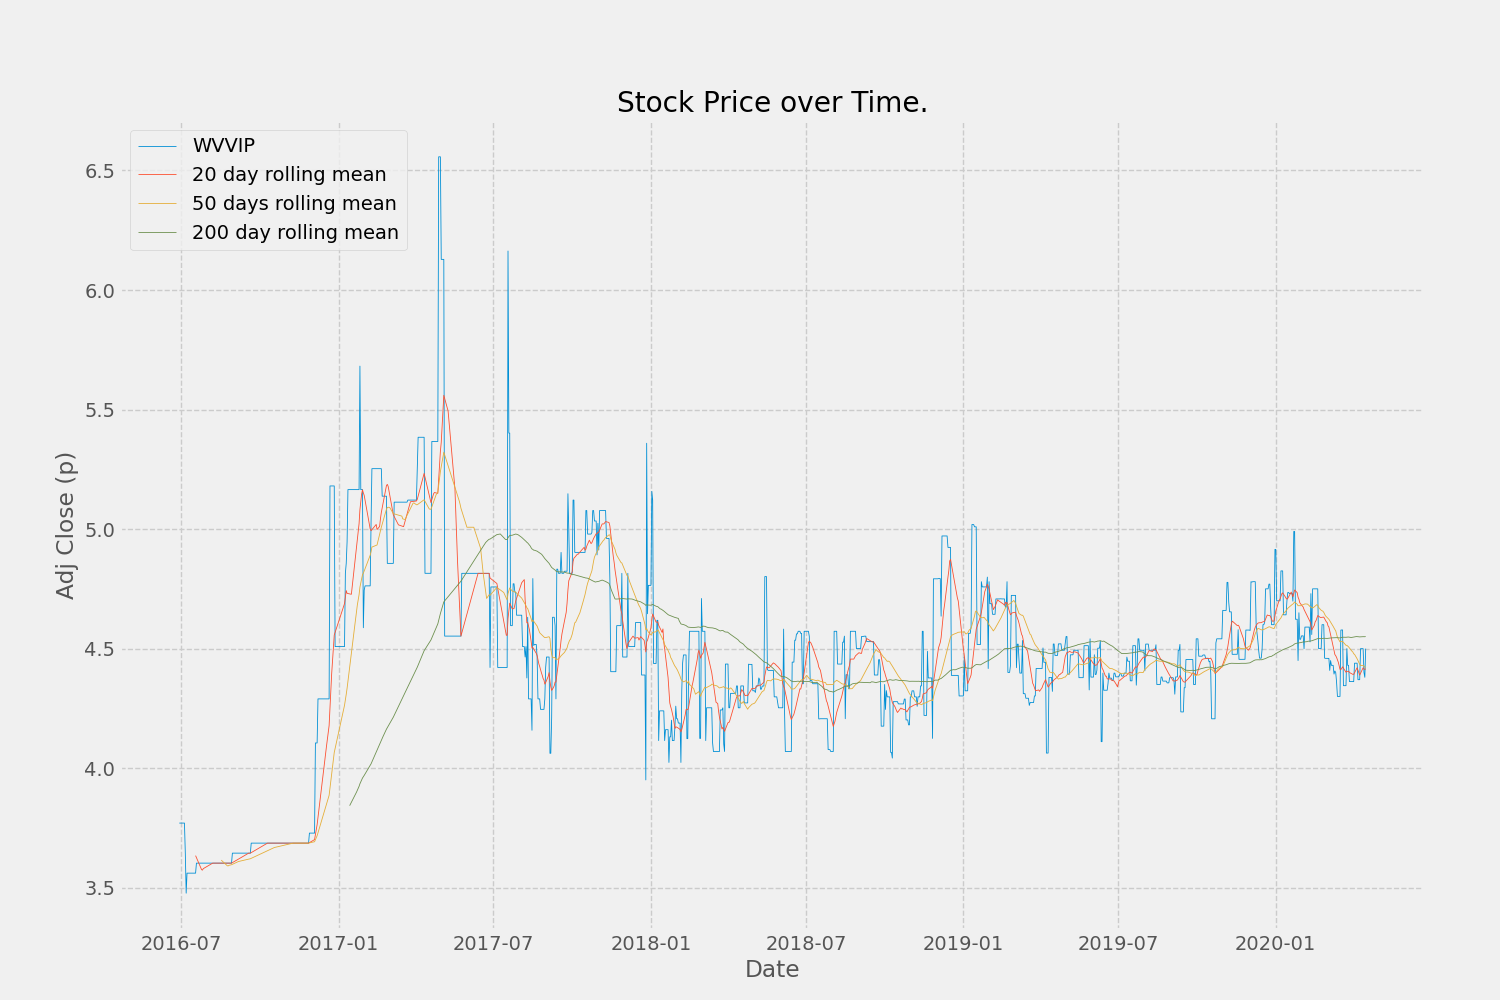 Stock Price over Time.
WVVIP
20 day rolling mean
50 days rolling mean
200 day rolling mean
6.5
6.0
5.5
5.0
4.5
4.0
3.5
Adj Close (p)
2016-07 2017-01 2017-07 2018-01 2018-07 2019-01 2019-07 2020-01
Date